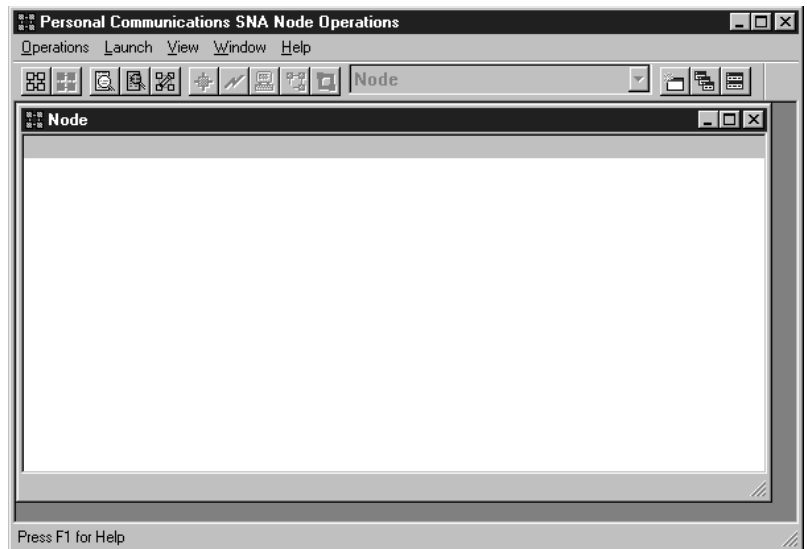 Personal Communications SNA Node Operations
Operations Launch View Window Help
Node
Node
Press F1 for Help